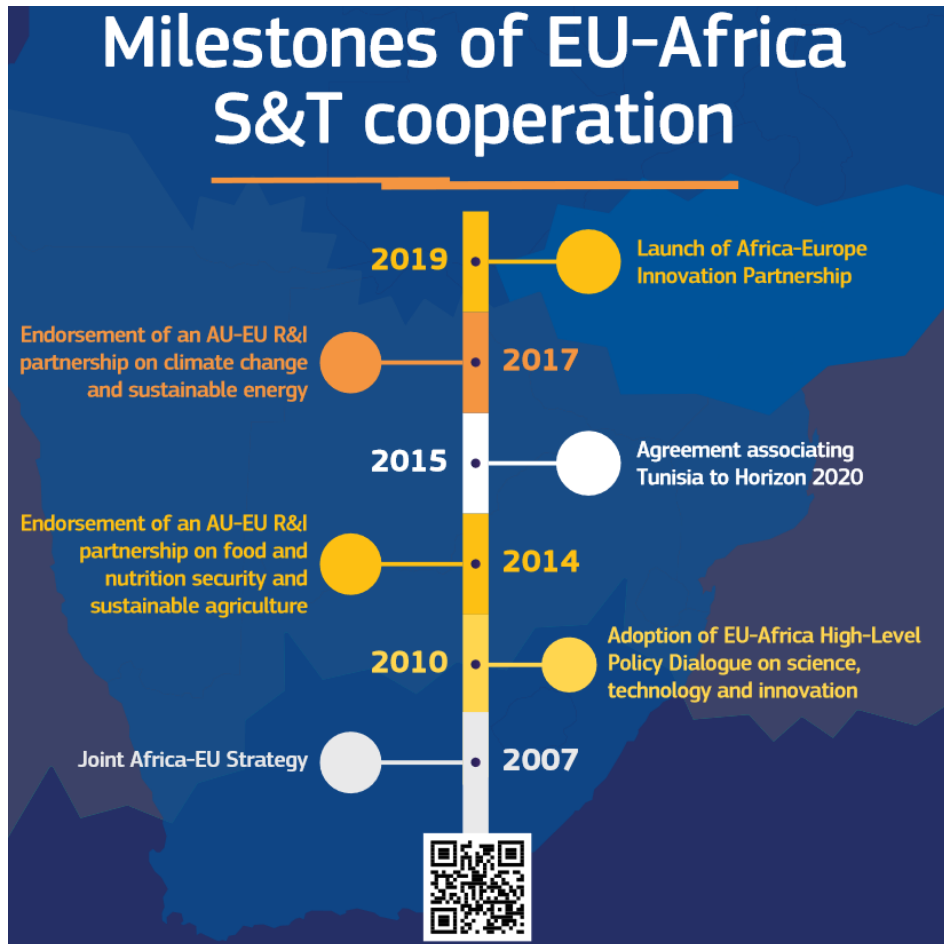 Milestones of EU-Africa
S&T cooperation
2019
Launch of Africa-Europe
Innovation Partnership
Endorsement of an AU-EU R&I
partnership on climate change
and sustainable energy
2017
2015
Agreement associating
Tunisia to Horizon 2020
Endorsement of an AU-EU R&I
partnership on food and
nutrition security and
sustainable agriculture
2014
2010
Adoption of EU-Africa High-Level
Policy Dialogue on science,
technology and innovation
Joint Africa-EU Strategy
2007